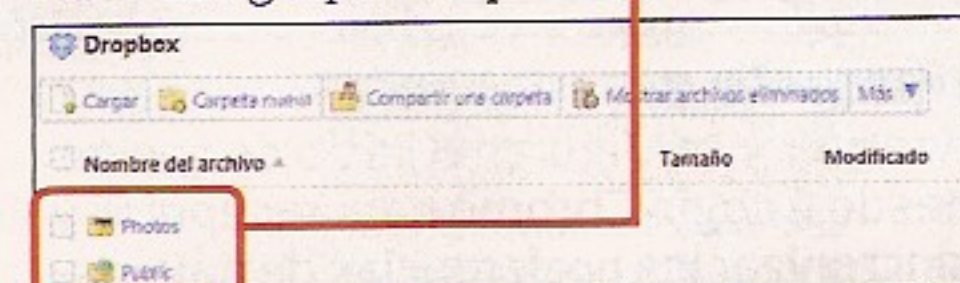 Dropbox
Cargar Carpeta nueva Compartir una carpeta Mostrar archivos eliminados Más
Nombre del archivo Tamaño Modificado
Photos
Public